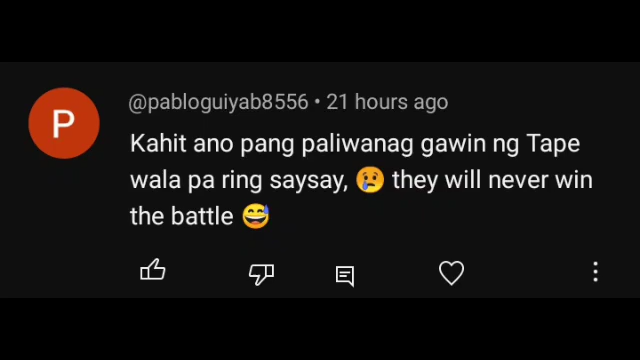 P
@pabloguiyab8556 • 21 hours ago
Kahit ano pang paliwanag gawin ng Tape
wala pa ring saysay, 😢 they will never win
the battle 😅